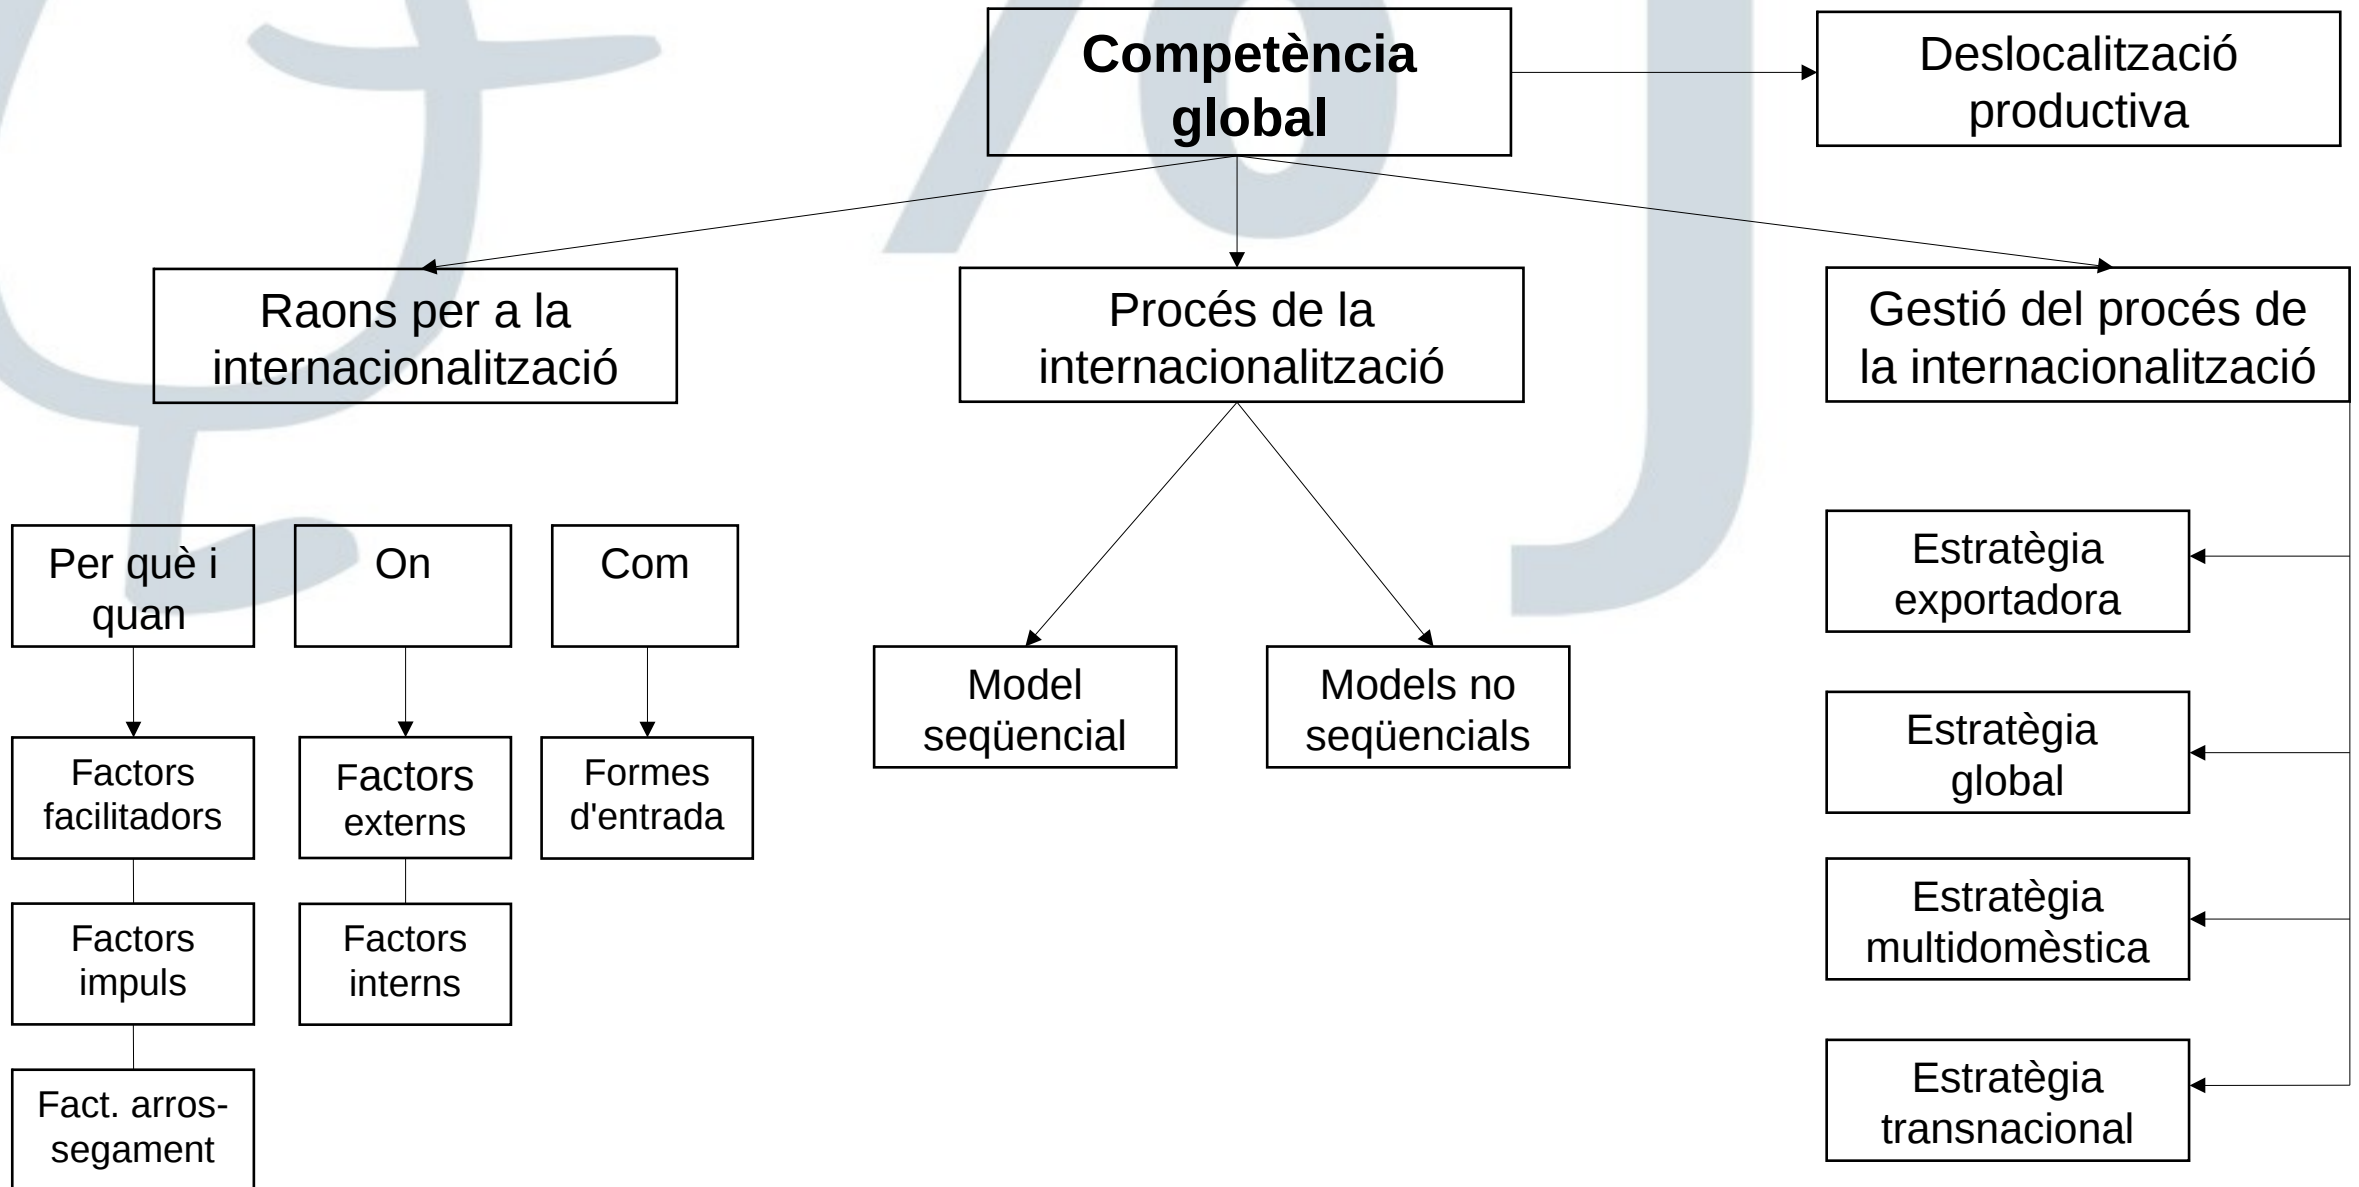 Competència
global
Deslocalització
productiva
Raons per a la
internacionalització
Procés de la
internacionalització
Gestió del procés de
la internacionalització
Per què i
quan
On
Com
Factors
facilitadors
Factors
externs
Formes
d'entrada
Factors
impuls
Factors
interns
Fact. arros-
segament
Model
seqüencial
Models no
seqüencials
Estratègia
exportadora
Estratègia
global
Estratègia
multidomèstica
Estratègia
transnacional